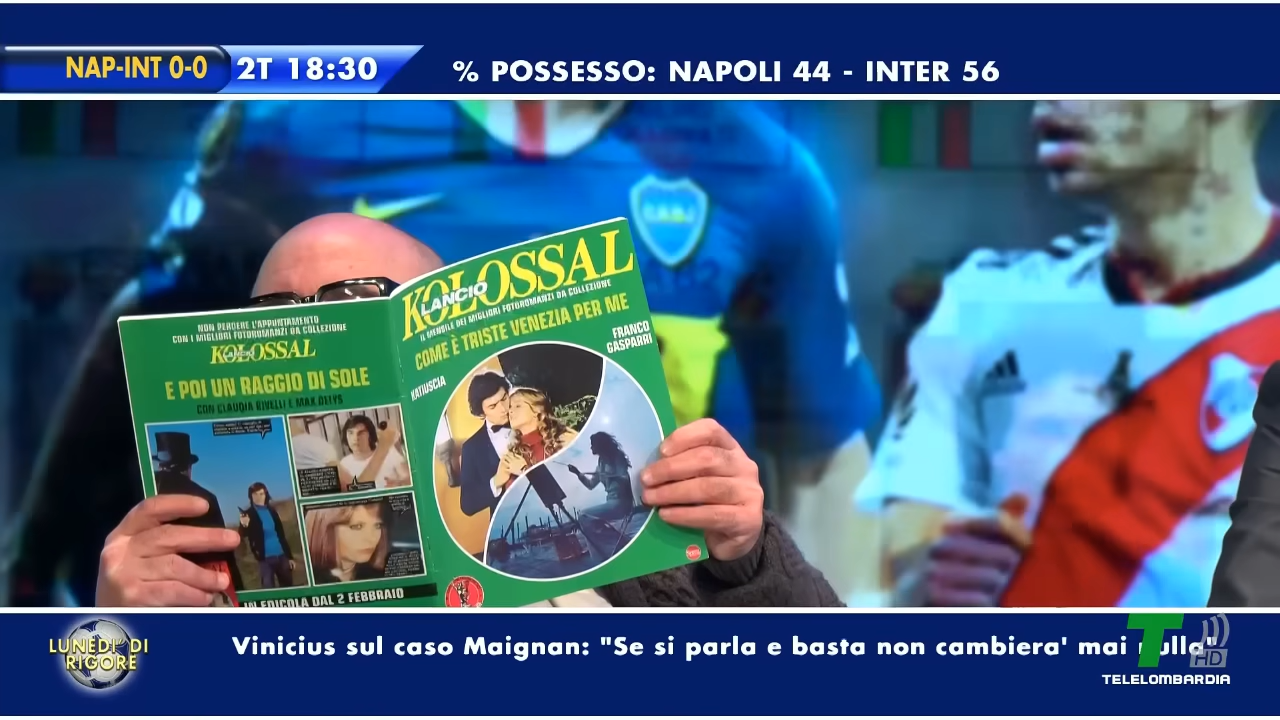 NAP-INT 0-0
2T 18:30
% POSSESSO: NAPOLI 44 - INTER 56
NON PERDERE L'APPUNTAMENTO
CON I MIGLIORI FOTOROMANZI DA COLLEZIONE
KOLOSSAL
E POI UN RAGGIO DI SOLE
CON CLAUDIA RIVELLI E MAX DELYS
IN EDICOLA DAL 2 FEBBRAIO
KOLOSSAL
LANCIO
IL MENSILE DEI MIGLIORI FOTOROMANZI DA COLLEZIONE
COME È TRISTE VENEZIA PER ME
FRANCO
GASPARRI
KATIUSCIA
CABJ
LUNEDI' DI
RIGORE
Vinicius sul caso Maignan: "Se si parla e basta non cambiera' mai nulla"
T HD
TELELOMBARDIA